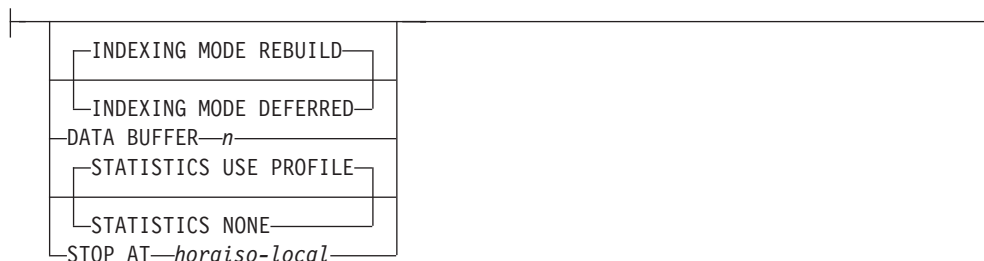 INDEXING MODE REBUILD
INDEXING MODE DEFERRED
DATA BUFFER n
STATISTICS USE PROFILE
STATISTICS NONE
STOP AT horaiso-local